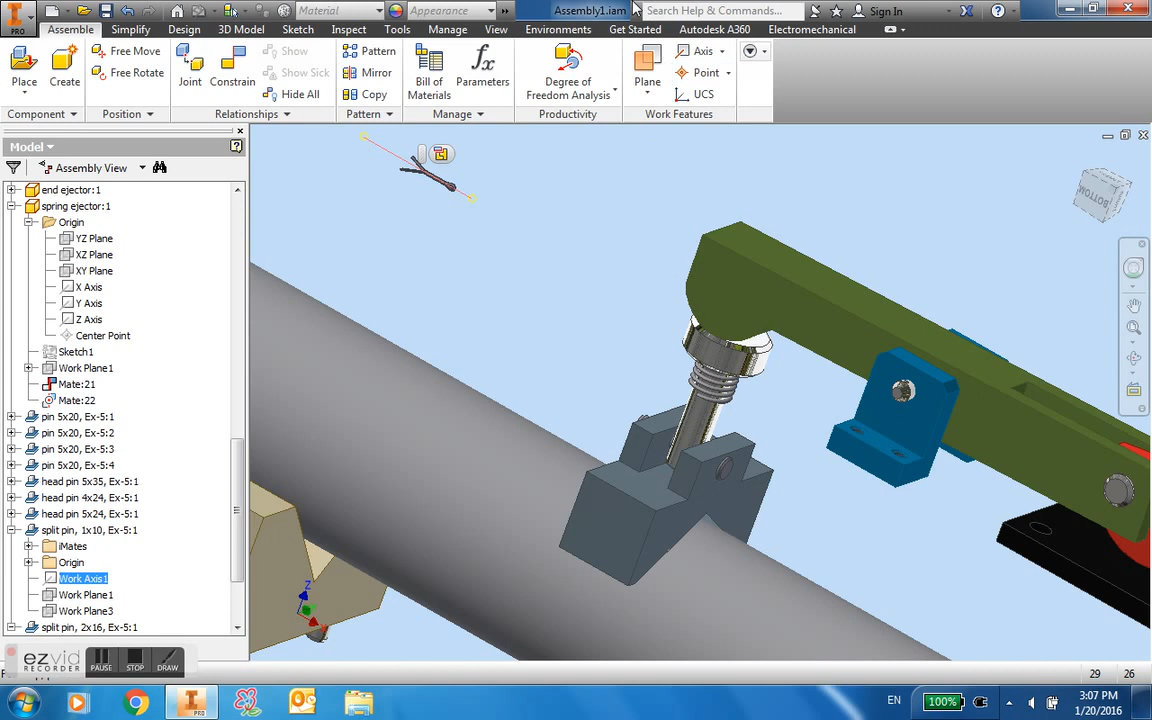 Material
Appearance
Assembly1.iam
Search Help & Commands...
Sign In
PRO
Assemble Simplify Design 3D Model Sketch Inspect Tools Manage View Environments Get Started Autodesk A360 Electromechanical
Place
Create
Free Move
Free Rotate
Joint
Constrain
Show
Show Sick
Hide All
Pattern
Mirror
Copy
Bill of Materials
Parameters
Degree of Freedom Analysis
Plane
Axis
Point
UCS
Component Position Relationships Pattern Manage Productivity Work Features
Model
Assembly View
end ejector:1
spring ejector:1
Origin
YZ Plane
XZ Plane
XY Plane
X Axis
Y Axis
Z Axis
Center Point
Sketch1
Work Plane1
Mate:21
Mate:22
pin 5x20, Ex-5:1
pin 5x20, Ex-5:2
pin 5x20, Ex-5:3
pin 5x20, Ex-5:4
head pin 5x35, Ex-5:1
head pin 4x24, Ex-5:1
head pin 5x24, Ex-5:1
split pin, 1x10, Ex-5:1
iMates
Origin
Work Axis1
Work Plane1
Work Plane3
split pin, 2x16, Ex-5:1
BOTTOM
Z
ezvid
RECORDER
PAUSE
STOP
DRAW
29 26
PRO
EN
100%
3:07 PM
1/20/2016